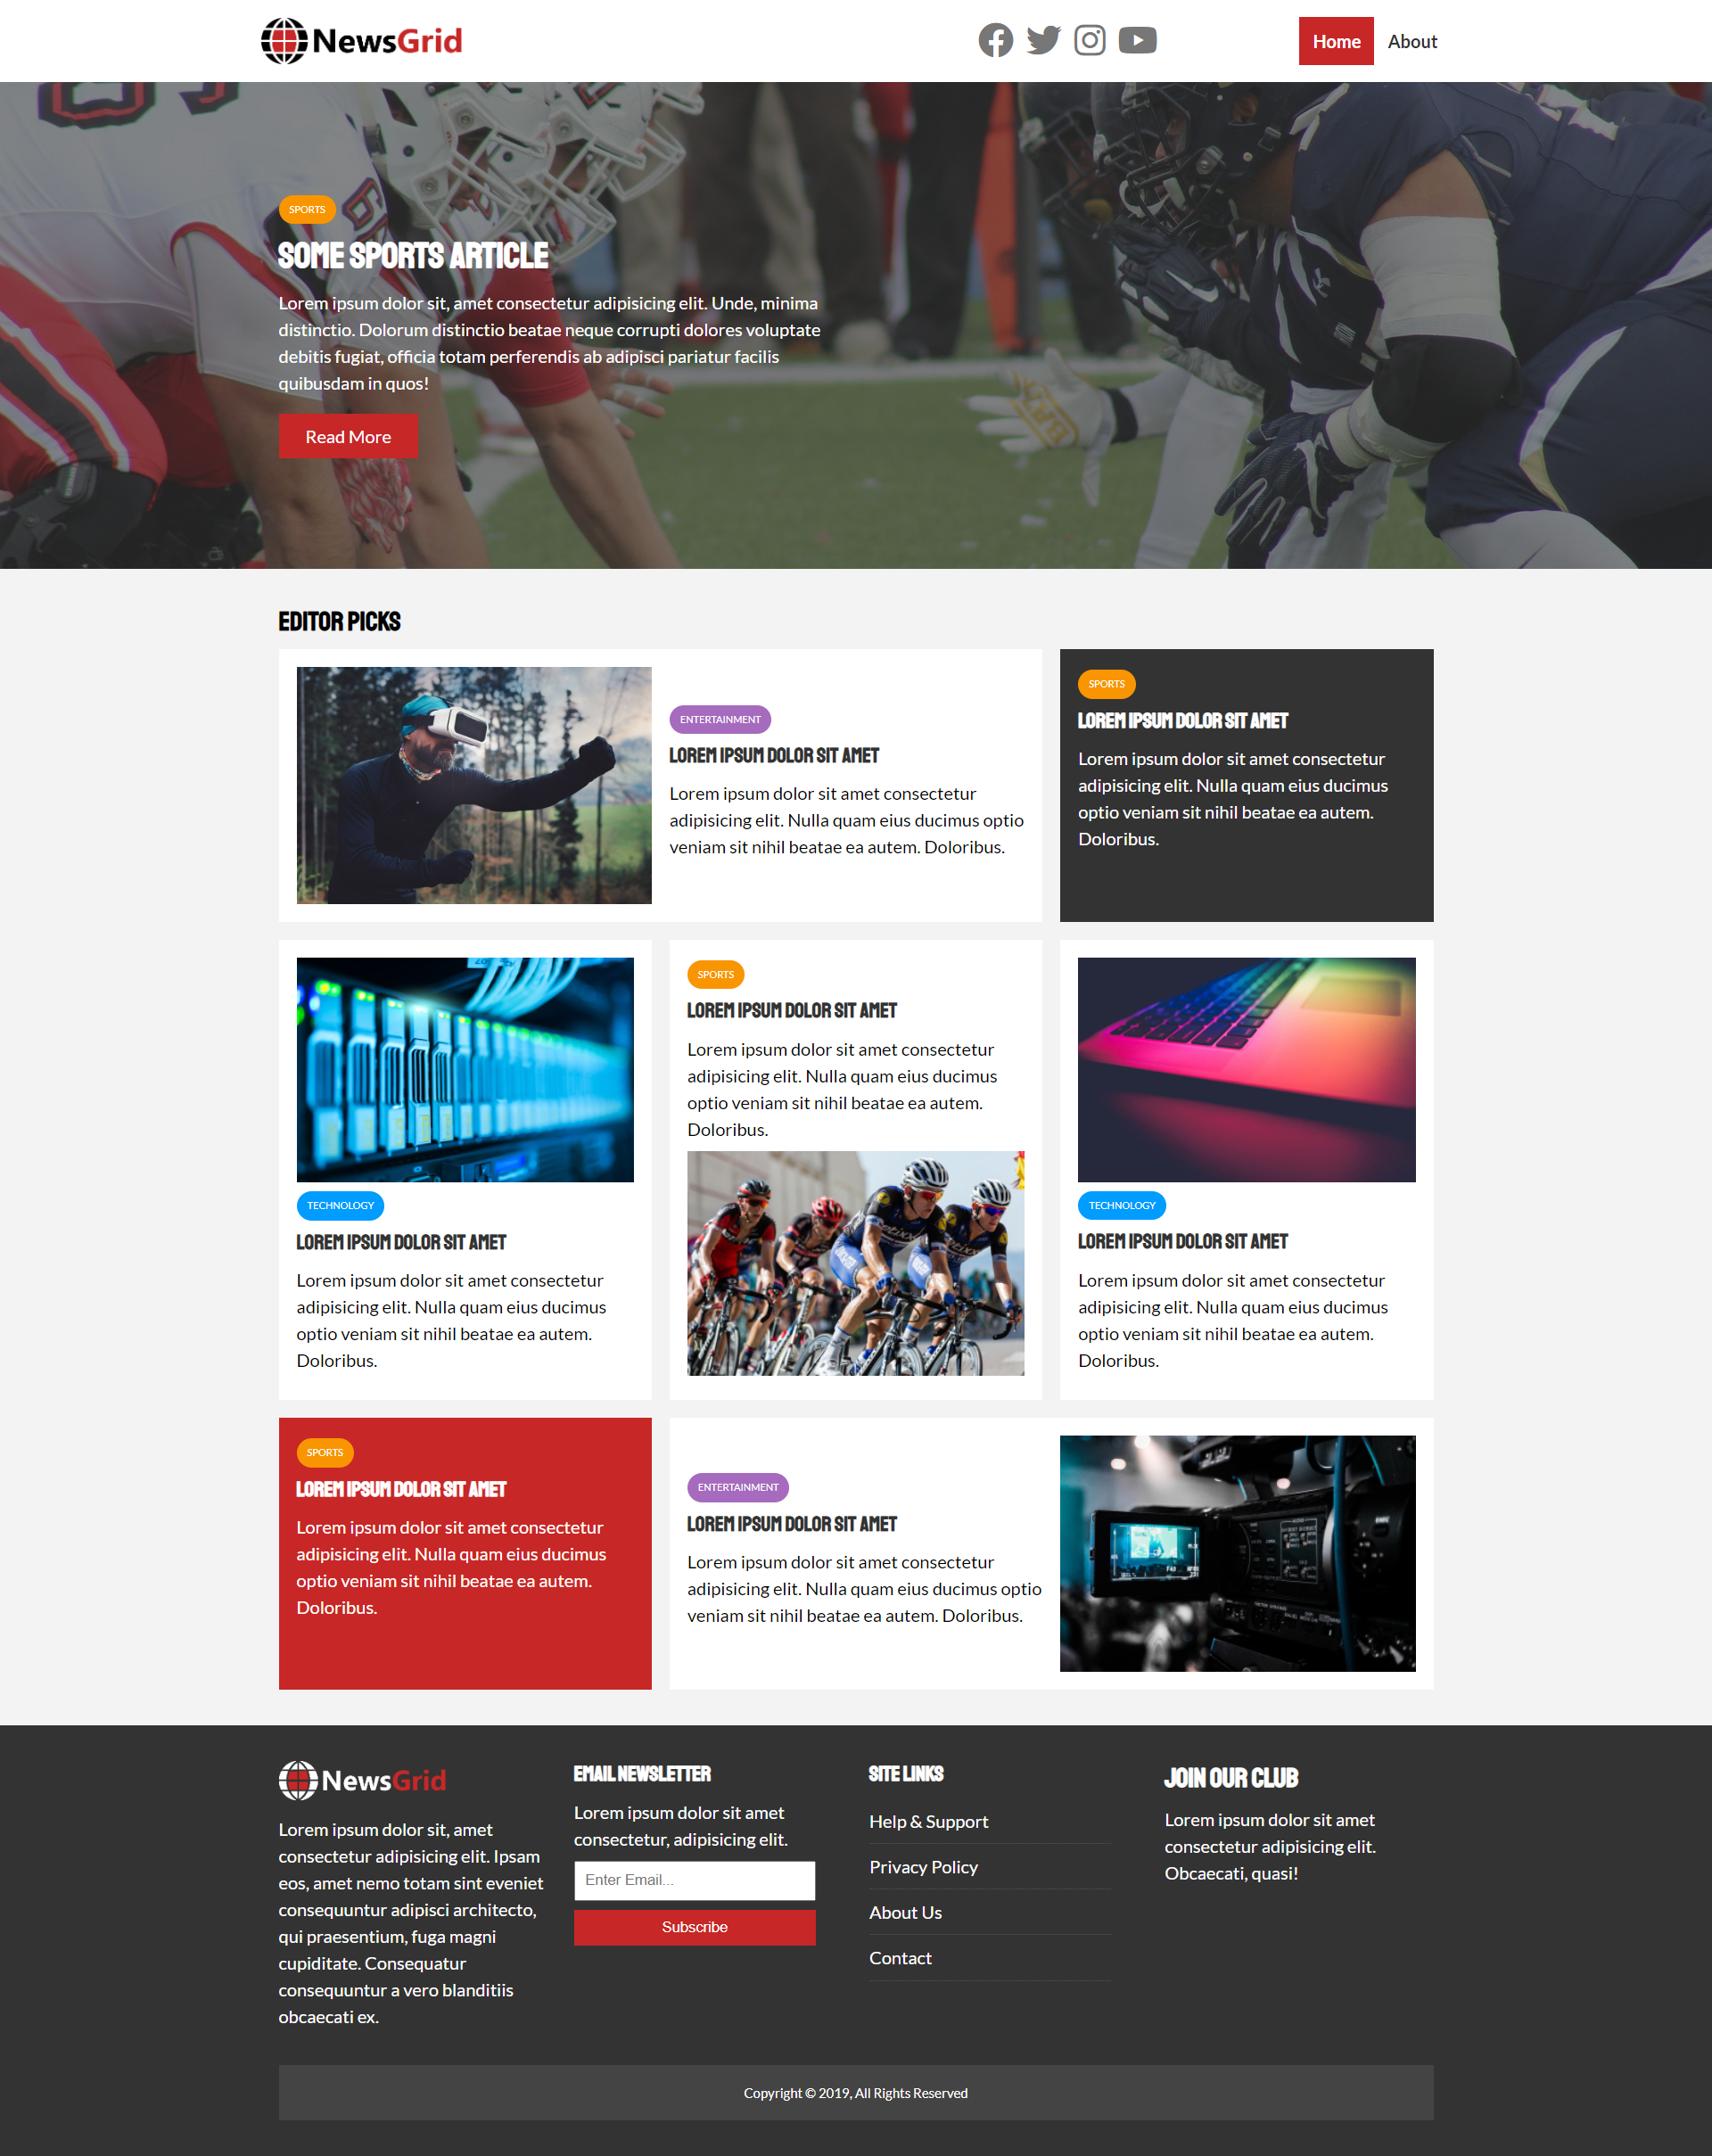 NewsGrid
Home
About
SPORTS
SOME SPORTS ARTICLE
Lorem ipsum dolor sit, amet consectetur adipisicing elit. Unde, minima
distinctio. Dolorum distinctio beatae neque corrupti dolores voluptate
debitis fugiat, officia totam perferendis ab adipisci pariatur facilis
quibusdam in quos!
Read More
EDITOR PICKS
ENTERTAINMENT
LOREM IPSUM DOLOR SIT AMET
Lorem ipsum dolor sit amet consectetur
adipisicing elit. Nulla quam eius ducimus optio
veniam sit nihil beatae ea autem. Doloribus.
SPORTS
LOREM IPSUM DOLOR SIT AMET
Lorem ipsum dolor sit amet consectetur
adipisicing elit. Nulla quam eius ducimus
optio veniam sit nihil beatae ea autem.
Doloribus.
TECHNOLOGY
LOREM IPSUM DOLOR SIT AMET
Lorem ipsum dolor sit amet consectetur
adipisicing elit. Nulla quam eius ducimus
optio veniam sit nihil beatae ea autem.
Doloribus.
SPORTS
LOREM IPSUM DOLOR SIT AMET
Lorem ipsum dolor sit amet consectetur
adipisicing elit. Nulla quam eius ducimus
optio veniam sit nihil beatae ea autem.
Doloribus.
TECHNOLOGY
LOREM IPSUM DOLOR SIT AMET
Lorem ipsum dolor sit amet consectetur
adipisicing elit. Nulla quam eius ducimus
optio veniam sit nihil beatae ea autem.
Doloribus.
SPORTS
LOREM IPSUM DOLOR SIT AMET
Lorem ipsum dolor sit amet consectetur
adipisicing elit. Nulla quam eius ducimus
optio veniam sit nihil beatae ea autem.
Doloribus.
ENTERTAINMENT
LOREM IPSUM DOLOR SIT AMET
Lorem ipsum dolor sit amet consectetur
adipisicing elit. Nulla quam eius ducimus optio
veniam sit nihil beatae ea autem. Doloribus.
NewsGrid
Lorem ipsum dolor sit, amet
consectetur adipisicing elit. Ipsam
eos, amet nemo totam sint eveniet
consequuntur adipisci architecto,
qui praesentium, fuga magni
cupiditate. Consequatur
consequuntur a vero blanditiis
obcaecati ex.
EMAIL NEWSLETTER
Lorem ipsum dolor sit amet
consectetur, adipisicing elit.
Enter Email...
Subscribe
SITE LINKS
Help & Support
Privacy Policy
About Us
Contact
JOIN OUR CLUB
Lorem ipsum dolor sit amet
consectetur adipisicing elit.
Obcaecati, quasi!
Copyright © 2019, All Rights Reserved